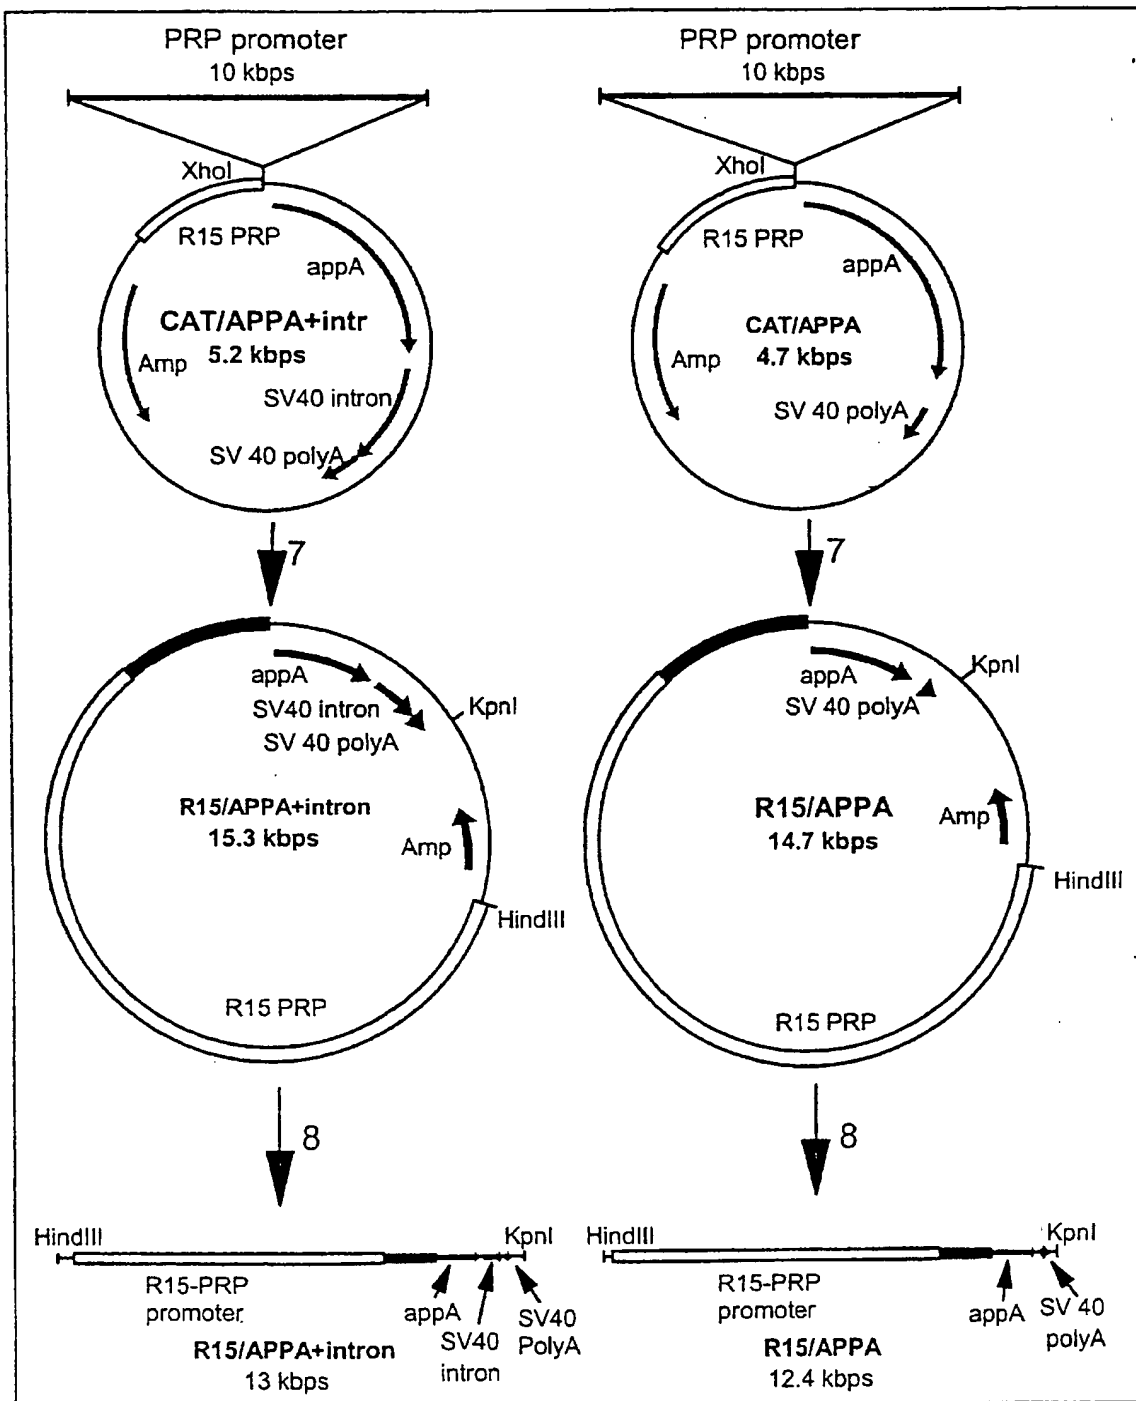 PRP promoter
10 kbps
XhoI
R15 PRP
appA
CAT/APPA+intr
5.2 kbps
Amp
SV40 intron
SV 40 polyA
7
appA
SV40 intron
SV 40 polyA
KpnI
R15/APPA+intron
15.3 kbps
Amp
HindIII
R15 PRP
8
HindIII
KpnI
R15-PRP
promoter
appA
SV40
intron
SV40
PolyA
R15/APPA+intron
13 kbps
PRP promoter
10 kbps
XhoI
R15 PRP
appA
CAT/APPA
4.7 kbps
Amp
SV 40 polyA
7
appA
SV 40 polyA
KpnI
R15/APPA
14.7 kbps
Amp
HindIII
R15 PRP
8
HindIII
KpnI
R15-PRP
promoter
appA
SV 40
polyA
R15/APPA
12.4 kbps